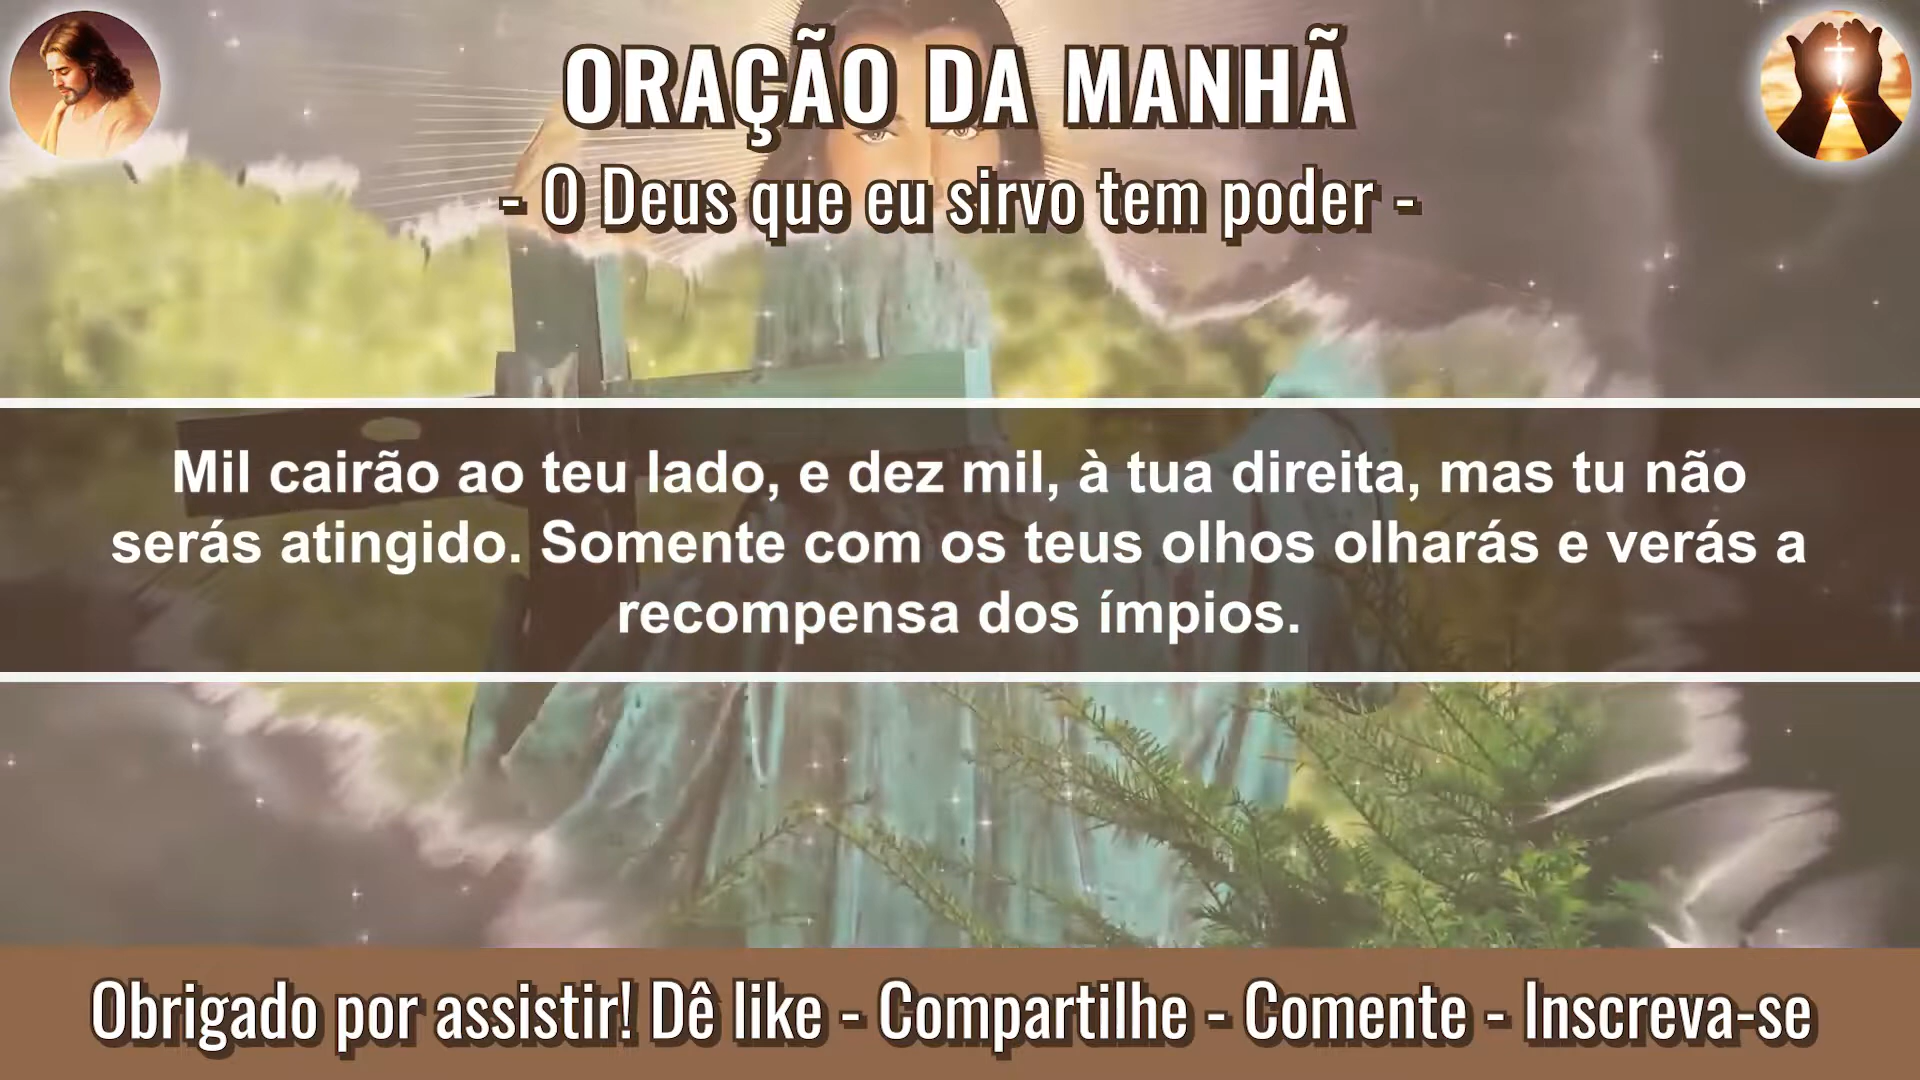 ORAÇÃO DA MANHÃ
- O Deus que eu sirvo tem poder -
Mil cairão ao teu lado, e dez mil, à tua direita, mas tu não
serás atingido. Somente com os teus olhos olharás e verás a
recompensa dos ímpios.
Obrigado por assistir! Dê like - Compartilhe - Comente - Inscreva-se